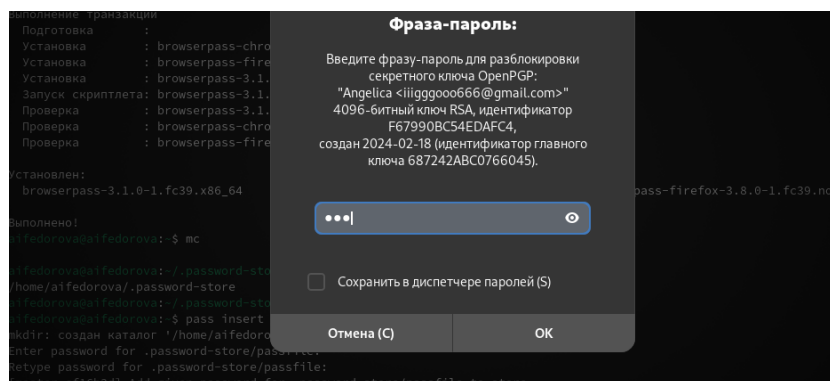 Выполнение транзакции
Подготовка :
Установка : browserpass-chro
Установка : browserpass-fire
Установка : browserpass-3.1.
Запуск скриптлета: browserpass-3.1.
Проверка : browserpass-3.1.
Проверка : browserpass-chro
Проверка : browserpass-fire
Установлен:
browserpass-3.1.0-1.fc39.x86_64
pass-firefox-3.8.0-1.fc39.no
Выполнено!
aifedorova@aifedorova:~$ mc
aifedorova@aifedorova:~/.password-sto
/home/aifedorova/.password-store
aifedorova@aifedorova:~/.password-sto
aifedorova@aifedorova:~$ pass insert
mkdir: создан каталог '/home/aifedoro
Enter password for .password-store/passfile:
Retype password for .password-store/passfile:
Фраза-пароль:
Введите фразу-пароль для разблокировки
секретного ключа OpenPGP:
"Angelica <iiigggooo666@gmail.com>"
4096-битный ключ RSA, идентификатор
F67990BC54EDAFC4,
создан 2024-02-18 (идентификатор главного
ключа 687242ABC0766045).
Сохранить в диспетчере паролей (S)
Отмена (C) OK